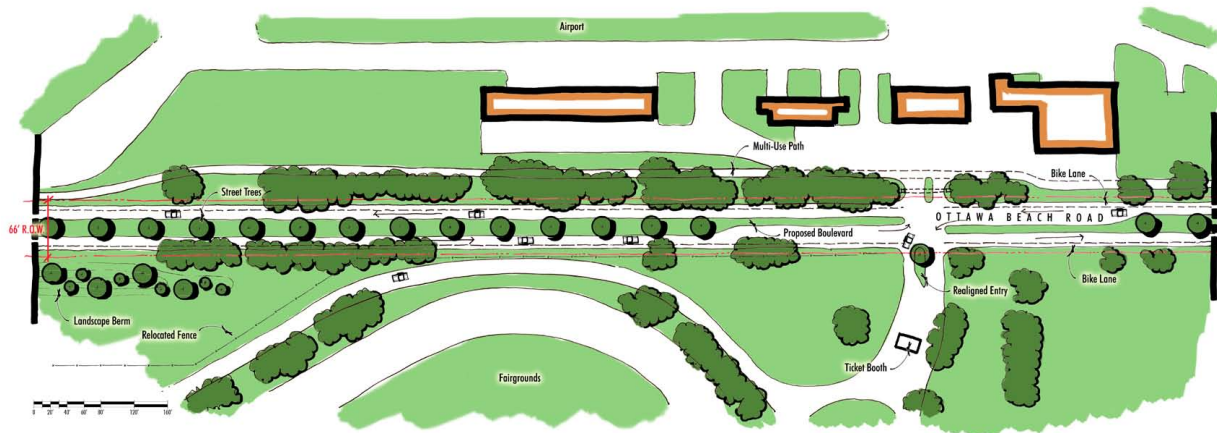 Airport
Multi-Use Path
Bike Lane
Street Trees
OTTAWA BEACH ROAD
66' R.O.W.
Proposed Boulevard
Realigned Entry
Bike Lane
Landscape Berm
Relocated Fence
Ticket Booth
Fairgrounds
0 20' 40' 60' 80' 120' 160'